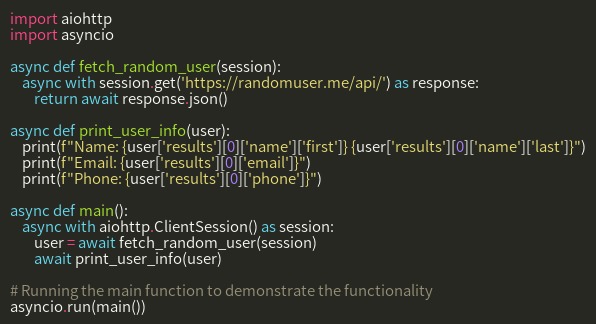 import aiohttp
import asyncio

async def fetch_random_user(session):
    async with session.get('https://randomuser.me/api/') as response:
        return await response.json()

async def print_user_info(user):
    print(f"Name: {user['results'][0]['name']['first']} {user['results'][0]['name']['last']}")
    print(f"Email: {user['results'][0]['email']}")
    print(f"Phone: {user['results'][0]['phone']}")

async def main():
    async with aiohttp.ClientSession() as session:
        user = await fetch_random_user(session)
        await print_user_info(user)

# Running the main function to demonstrate the functionality
asyncio.run(main())